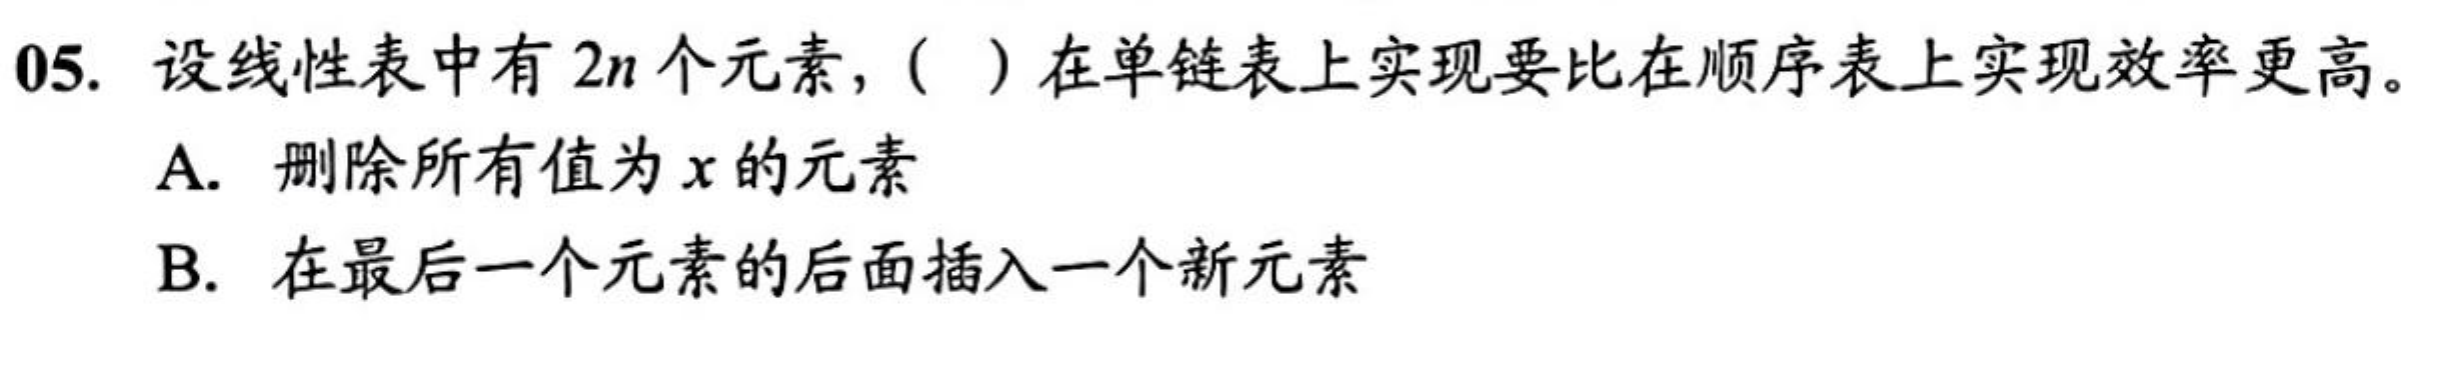 05. 设线性表中有 2n 个元素，（ ）在单链表上实现要比在顺序表上实现效率更高。
A. 删除所有值为 x 的元素
B. 在最后一个元素的后面插入一个新元素